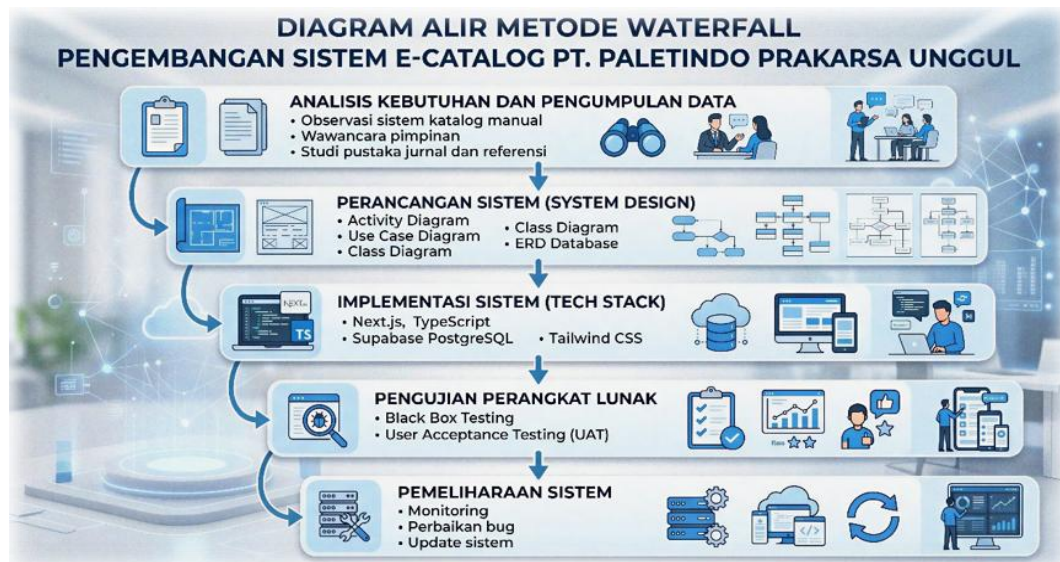 DIAGRAM ALIR METODE WATERFALL
PENGEMBANGAN SISTEM E-CATALOG PT. PALETINDO PRAKARSA UNGGUL
ANALISIS KEBUTUHAN DAN PENGUMPULAN DATA
• Observasi sistem katalog manual
• Wawancara pimpinan
• Studi pustaka jurnal dan referensi
PERANCANGAN SISTEM (SYSTEM DESIGN)
• Activity Diagram
• Use Case Diagram
• Class Diagram
• Class Diagram
• ERD Database
IMPLEMENTASI SISTEM (TECH STACK)
NEXT
TS
• Next.js, TypeScript
• Supabase PostgreSQL • Tailwind CSS
PENGUJIAN PERANGKAT LUNAK
• Black Box Testing
• User Acceptance Testing (UAT)
PEMELIHARAAN SISTEM
• Monitoring
• Perbaikan bug
• Update sistem